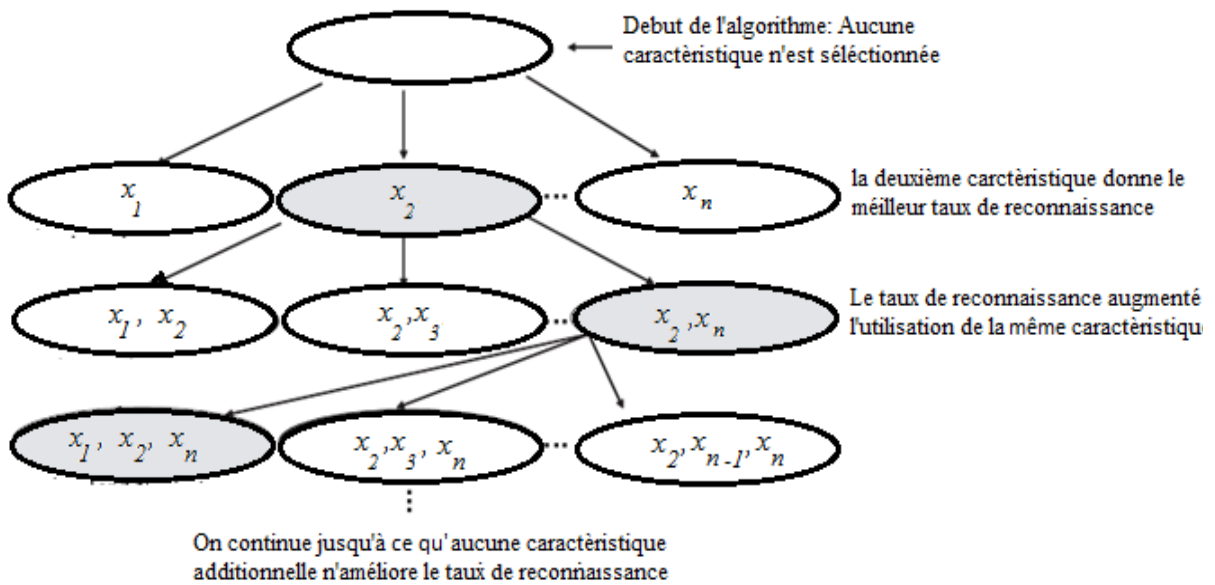 Debut de l'algorithme: Aucune
caractèristique n'est séléctionnée
x1
x2
...
xn
la deuxième carctèristique donne le
méilleur taux de reconnaissance
x1, x2
x2,x3
...
x2,xn
Le taux de reconnaissance augmenté
l'utilisation de la même caractèristiqu
x1, x2, xn
x2,x3, xn
...
x2,xn-1,xn
On continue jusqu'à ce qu'aucune caractèristique
additionnelle n'améliore le taux de reconnaissance